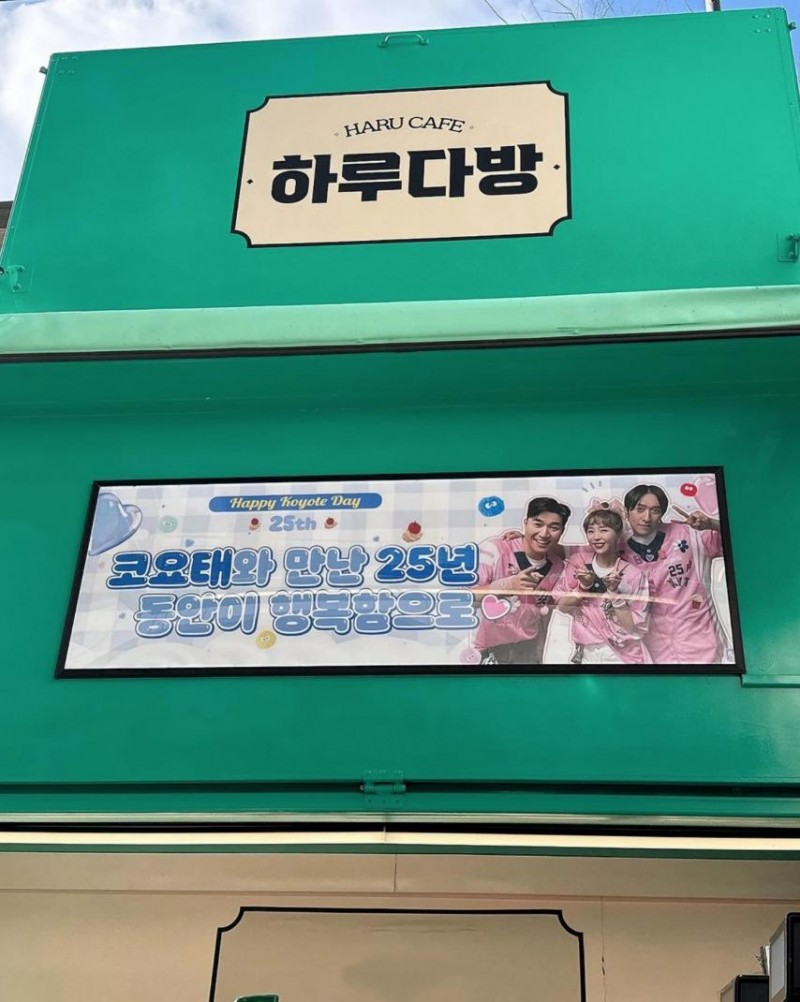 HARU CAFE
하루다방
Happy Koyote Day
25th
코요태와 만난 25년
동안이 행복함으로
25